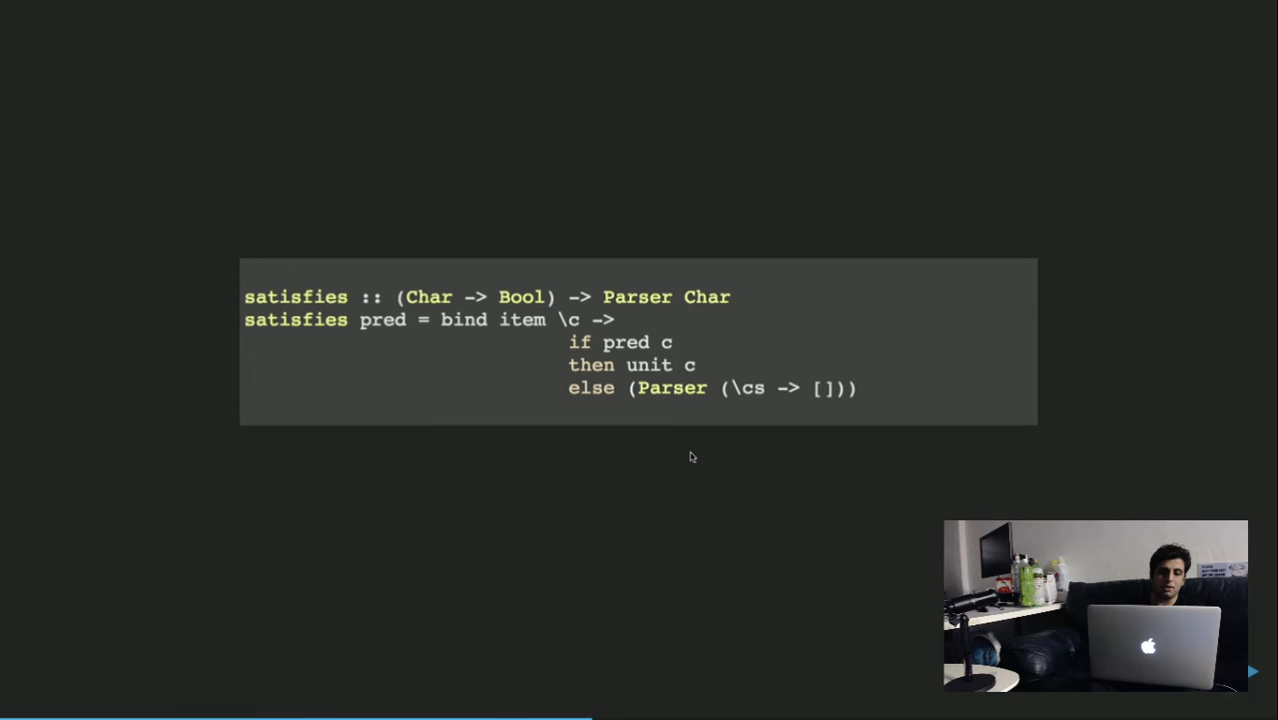 satisfies :: (Char -> Bool) -> Parser Char
satisfies pred = bind item \c ->
if pred c
then unit c
else (Parser (\cs -> []))